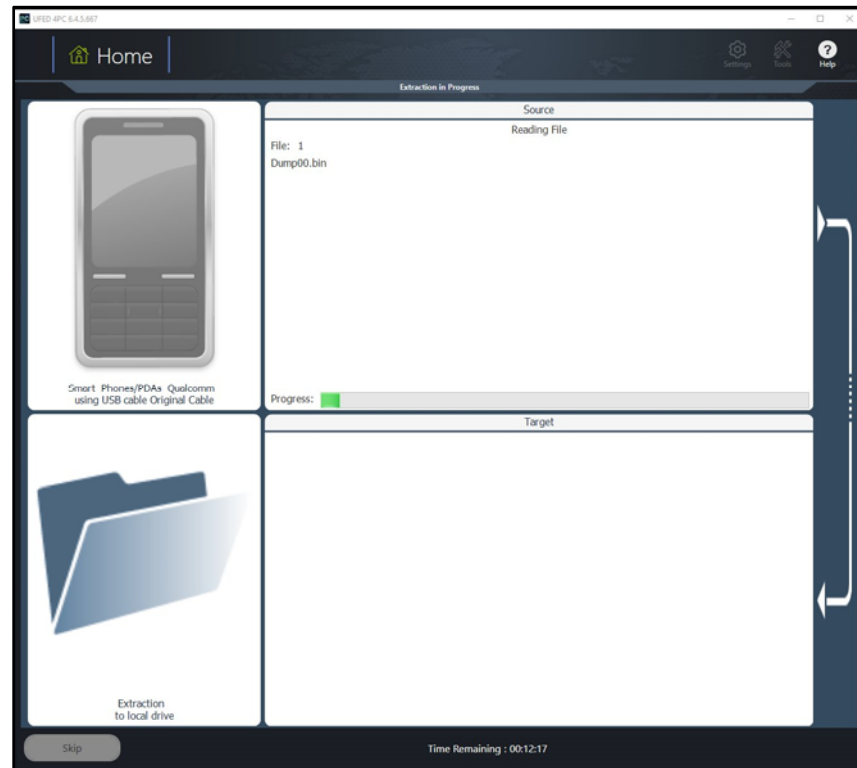 UFED 4PC 6.4.5.667
Home
Settings
Tools
? Help
Extraction in Progress
Source
Reading File
File: 1
Dump00.bin
Smart Phones/PDAs Qualcomm
using USB cable Original Cable
Progress:
Target
Extraction
to local drive
Skip
Time Remaining : 00:12:17